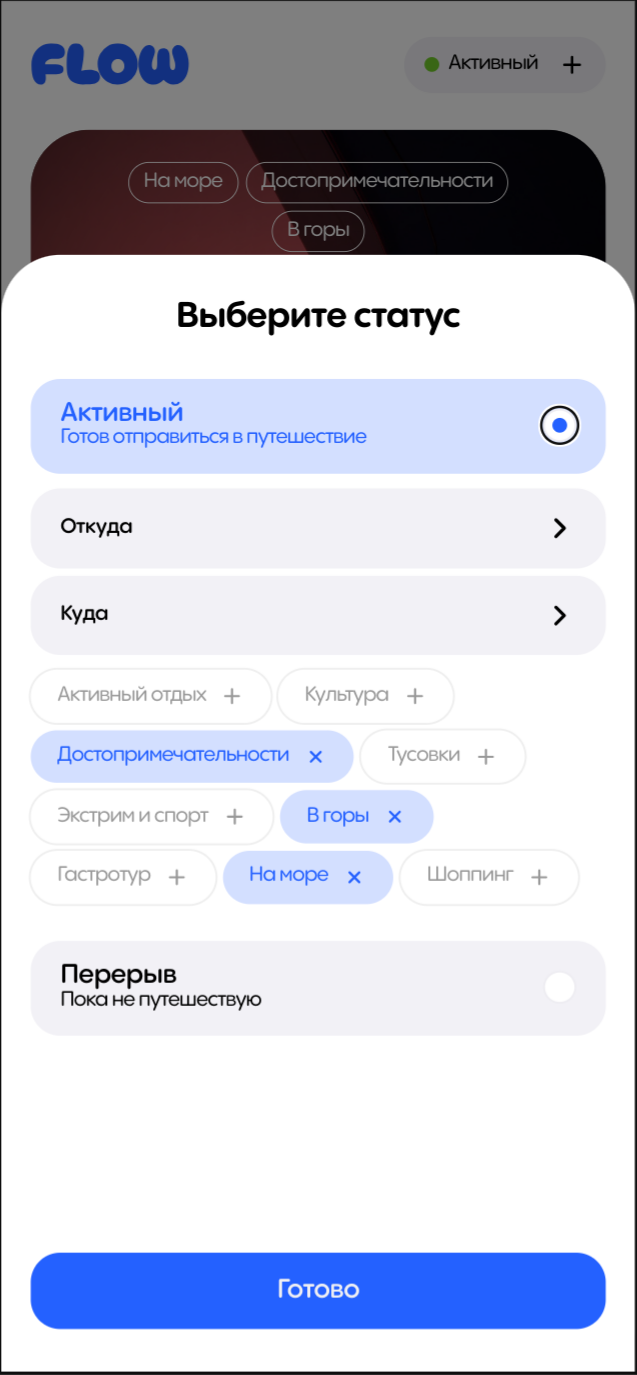 FLOW
Активный
На море Достопримечательности
В горы
Выберите статус
Активный
Готов отправиться в путешествие
Откуда
Куда
Активный отдых Культура
Достопримечательности Тусовки
Экстрим и спорт В горы
Гастротур На море Шоппинг
Перерыв
Пока не путешествую
Готово